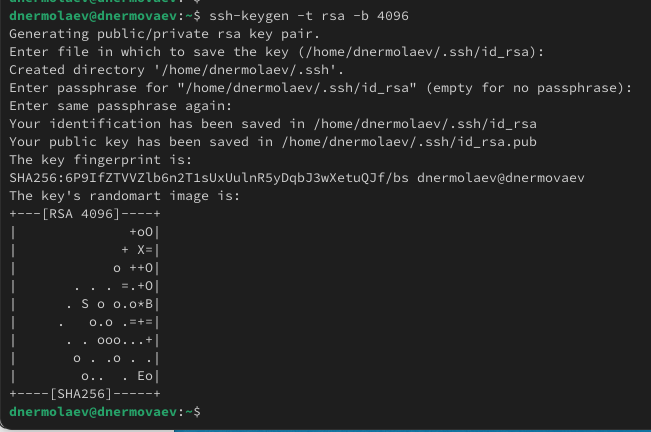 dnermolaev@dnermovaev:~$ ssh-keygen -t rsa -b 4096
Generating public/private rsa key pair.
Enter file in which to save the key (/home/dnermolaev/.ssh/id_rsa):
Created directory '/home/dnermolaev/.ssh'.
Enter passphrase for "/home/dnermolaev/.ssh/id_rsa" (empty for no passphrase):
Enter same passphrase again:
Your identification has been saved in /home/dnermolaev/.ssh/id_rsa
Your public key has been saved in /home/dnermolaev/.ssh/id_rsa.pub
The key fingerprint is:
SHA256:6P9IfZTVVZlb6n2T1sUxUulnR5yDqbJ3wXetuQJf/bs dnermolaev@dnermovaev
The key's randomart image is:
+---[RSA 4096]----+
|              +oO|
|             + X=|
|            o ++O|
|       . . . =.+O|
|      . S o o.o*B|
|     .   o.o .=+=|
|      . . ooo...+|
|       o . .o . .|
|        o..  . Eo|
+----[SHA256]-----+
dnermolaev@dnermovaev:~$